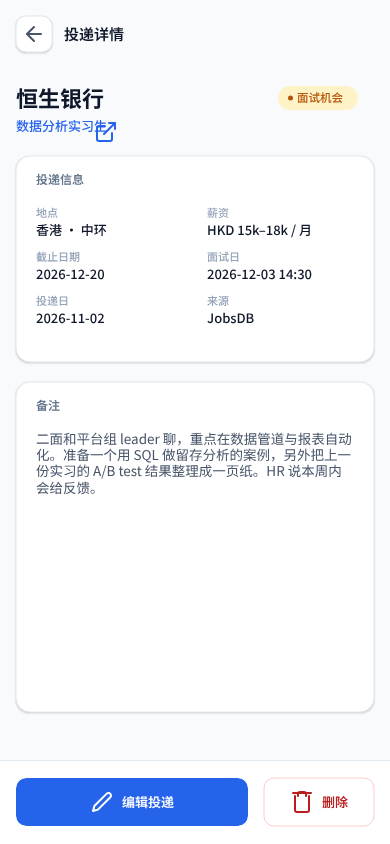 投递详情
恒生银行
面试机会
数据分析实习生
投递信息
地点
薪资
香港 · 中环
HKD 15k–18k / 月
截止日期
面试日
2026-12-20
2026-12-03 14:30
投递日
来源
2026-11-02
JobsDB
备注
二面和平台组 leader 聊，重点在数据管道与报表自动
化。准备一个用 SQL 做留存分析的案例，另外把上一
份实习的 A/B test 结果整理成一页纸。HR 说本周内
会给反馈。
编辑投递
删除